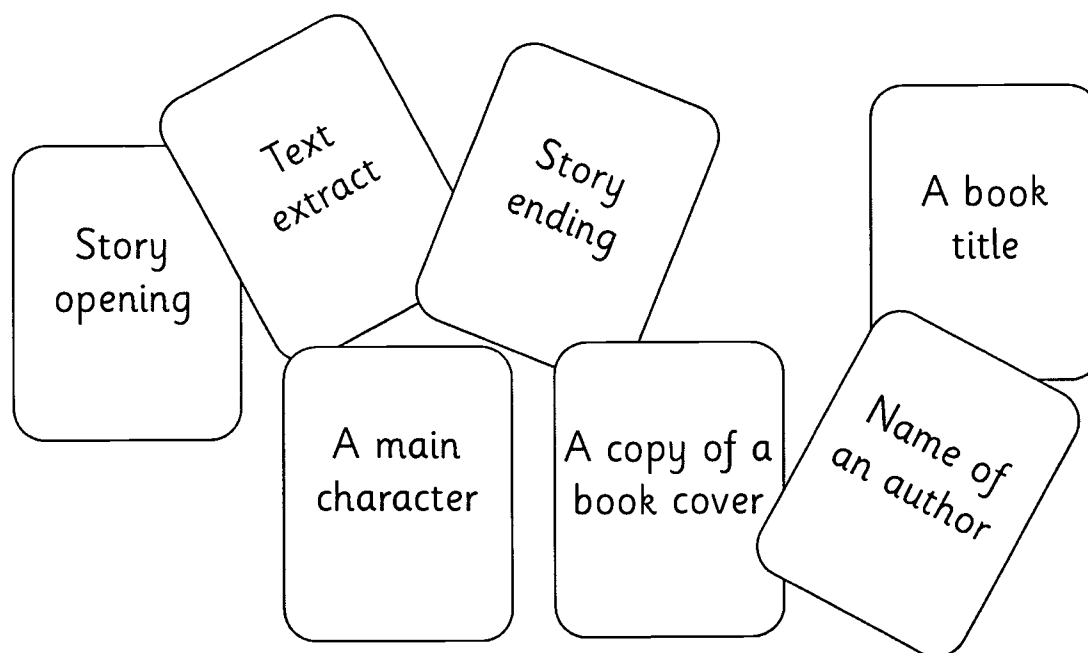 Story
opening
Text
extract
Story
ending
A book
title
A main
character
A copy of a
book cover
Name of
an author